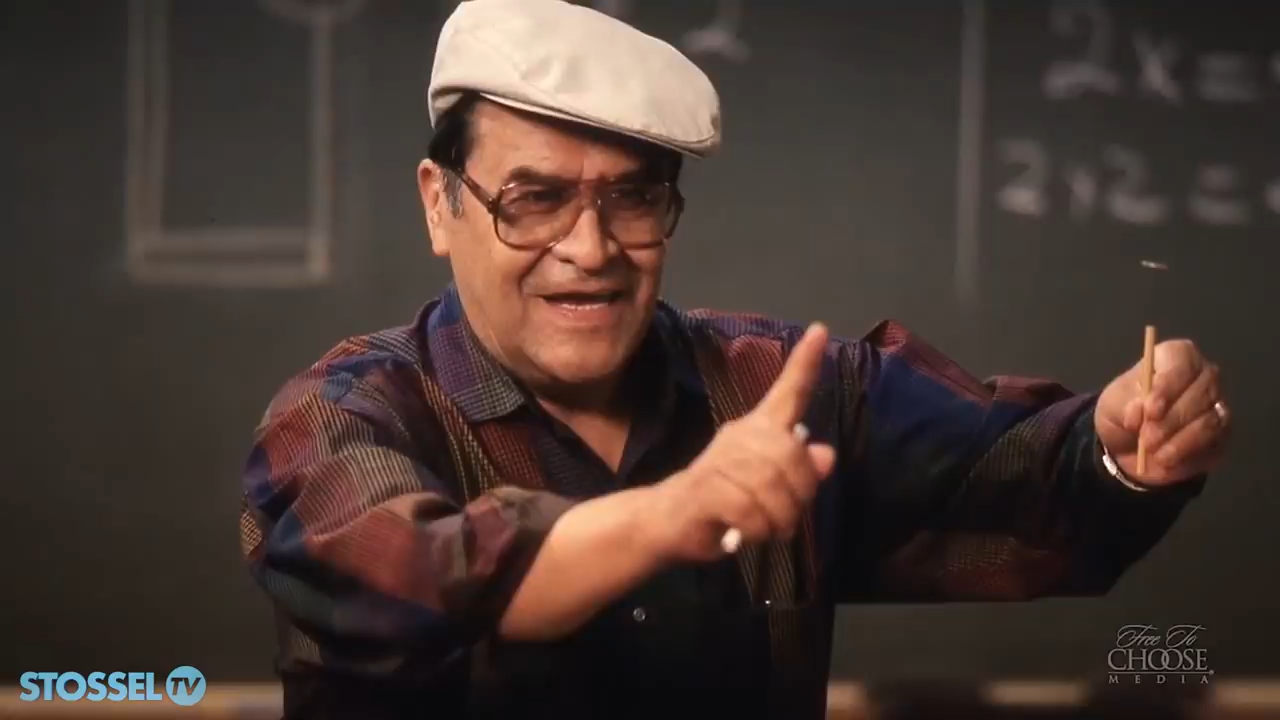 2x=
2x2=
STOSSEL TV
Free To
CHOOSE
MEDIA